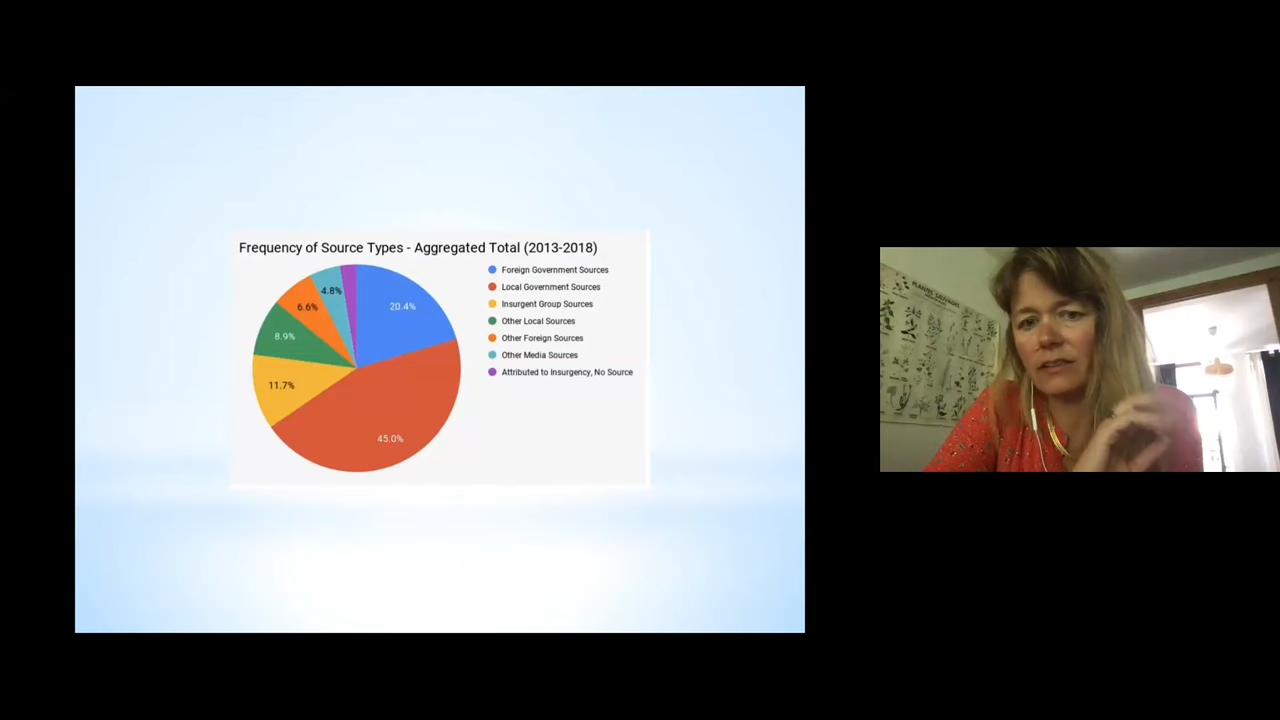 Frequency of Source Types - Aggregated Total (2013-2018)
20.4%
45.0%
11.7%
8.9%
6.6%
4.8%
Foreign Government Sources
Local Government Sources
Insurgent Group Sources
Other Local Sources
Other Foreign Sources
Other Media Sources
Attributed to Insurgency, No Source
PLANTES SAUVAGES